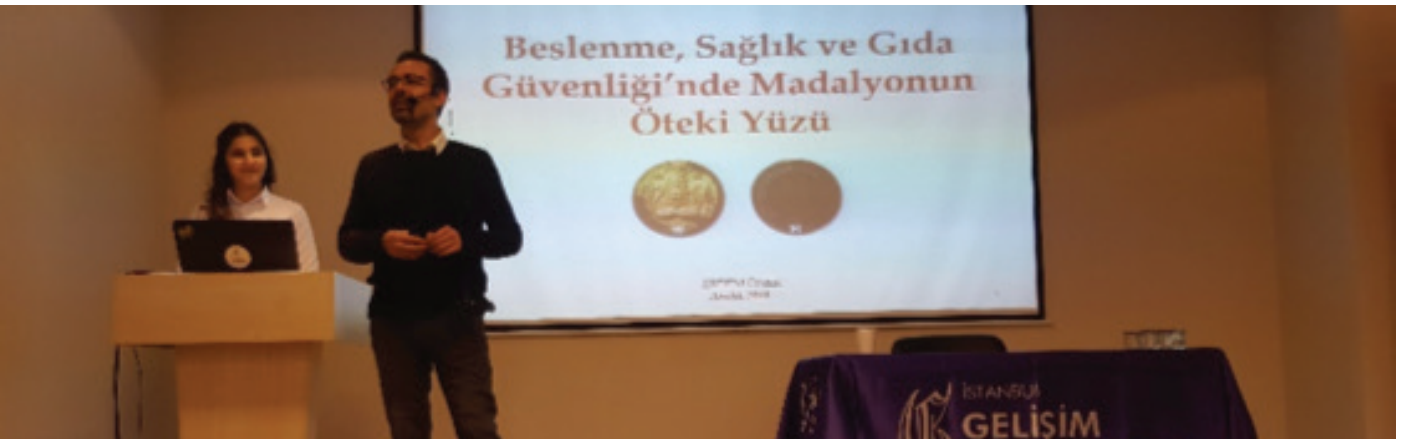 Beslenme, Sağlık ve Gıda
Güvenliği'nde Madalyonun
Öteki Yüzü
İSTANBUL
GELİŞİM